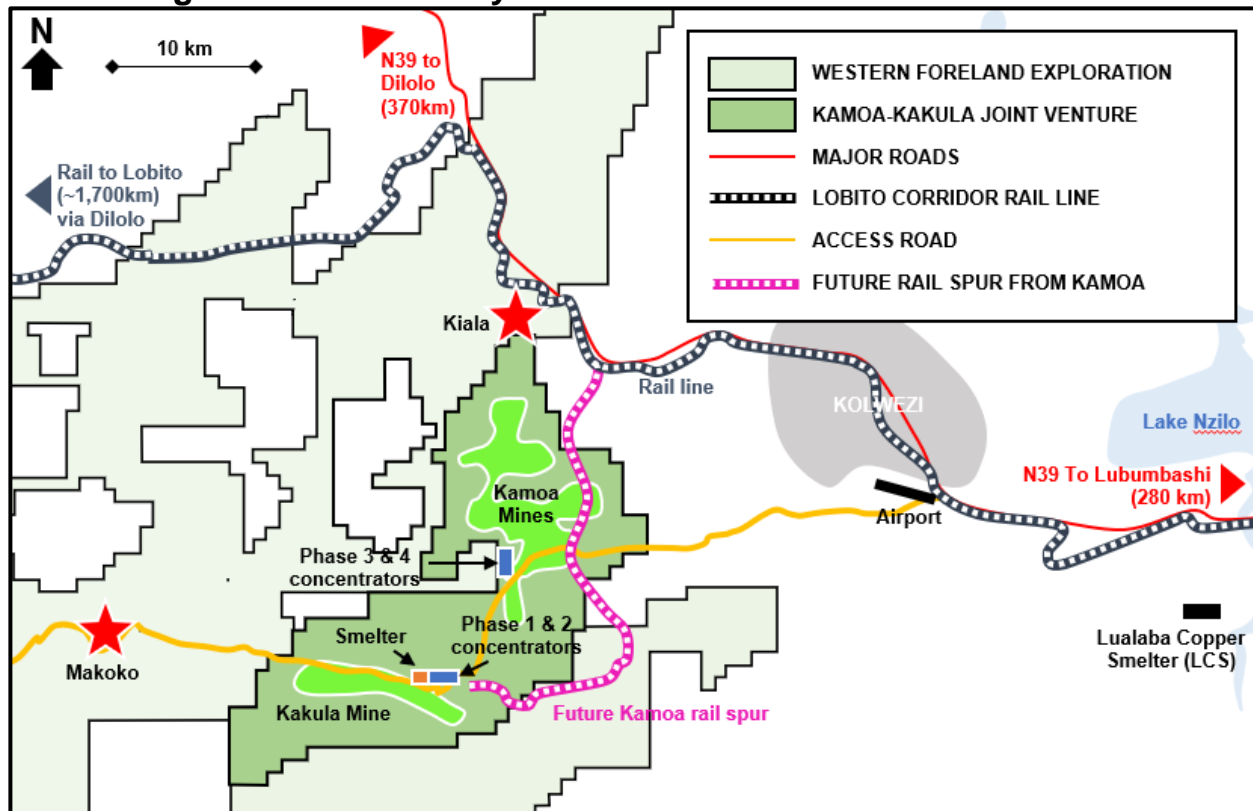 N
10 km
N39 to
Dilolo
(370km)
WESTERN FORELAND EXPLORATION
KAMOA-KAKULA JOINT VENTURE
MAJOR ROADS
LOBITO CORRIDOR RAIL LINE
ACCESS ROAD
FUTURE RAIL SPUR FROM KAMOA
Rail to Lobito
(~1,700km)
via Dilolo
Kiala
Rail line
KOLWEZI
Lake Nzilo
N39 To Lubumbashi
(280 km)
Airport
Kamoa
Mines
Phase 3 & 4
concentrators
Phase 1 & 2
concentrators
Smelter
Makoko
Kakula Mine
Future Kamoa rail spur
Lualaba Copper
Smelter (LCS)